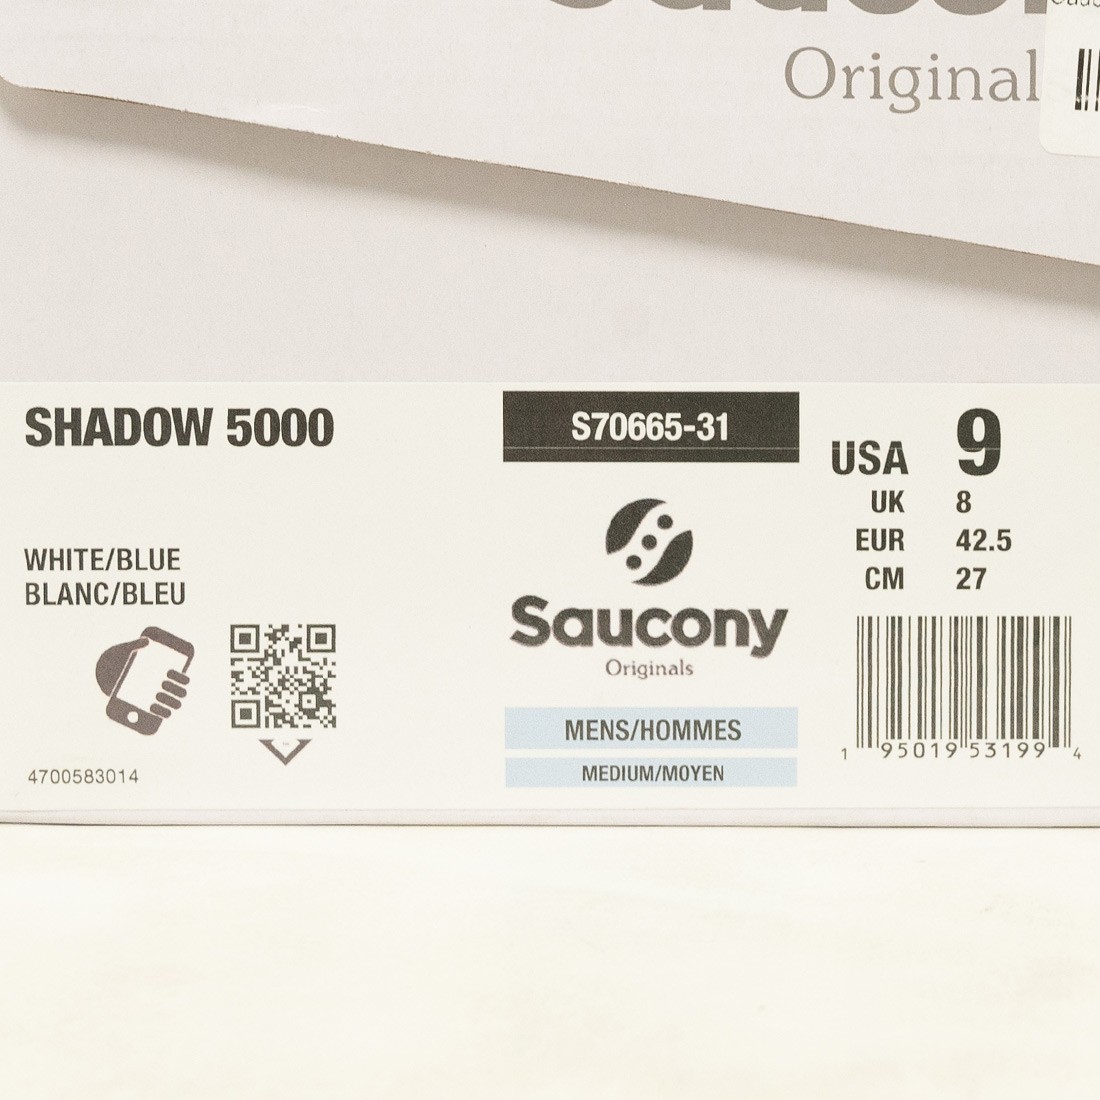 Saucony
Original
SHADOW 5000
S70665-31
USA 9
UK 8
EUR 42.5
CM 27
WHITE/BLUE
BLANC/BLEU
Saucony
Originals
MENS/HOMMES
MEDIUM/MOYEN
4700583014
1 95019 53199 4